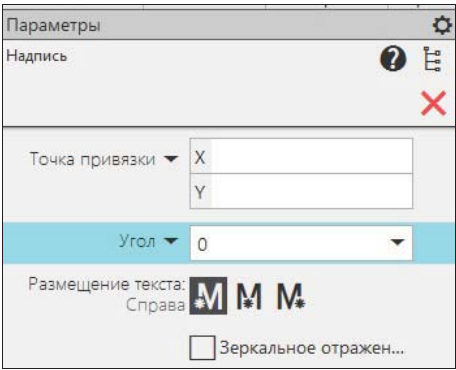 Параметры
Надпись
Точка привязки X
Y
Угол 0
Размещение текста:
Справа
Зеркальное отражен...